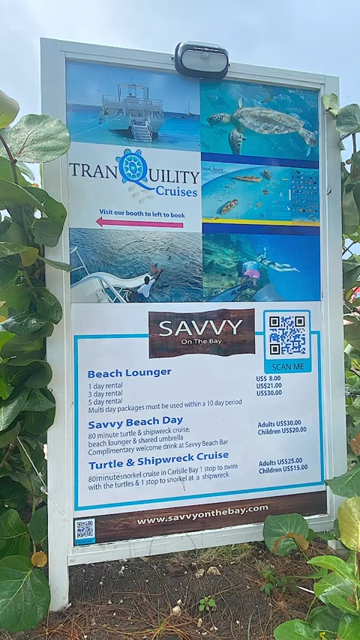 TRANQUILITY
Cruises
Visit our booth to left to book
SAVVY
On The Bay
SCAN ME
Beach Lounger
1 day rental US$ 8.00
3 day rental US$21.00
5 day rental US$30.00
Multi day packages must be used within a 10 day period
Savvy Beach Day
80 minute turtle & shipwreck cruise, Adults US$30.00
beach lounger & shared umbrella Children US$20.00
Complimentary welcome drink at Savvy Beach Bar
Turtle & Shipwreck Cruise
80minutesnorkel cruise in Carlsile Bay 1 stop to swim Adults US$25.00
with the turtles & 1 stop to snorkel at a shipwreck Children US$15.00
www.savvyonthebay.com